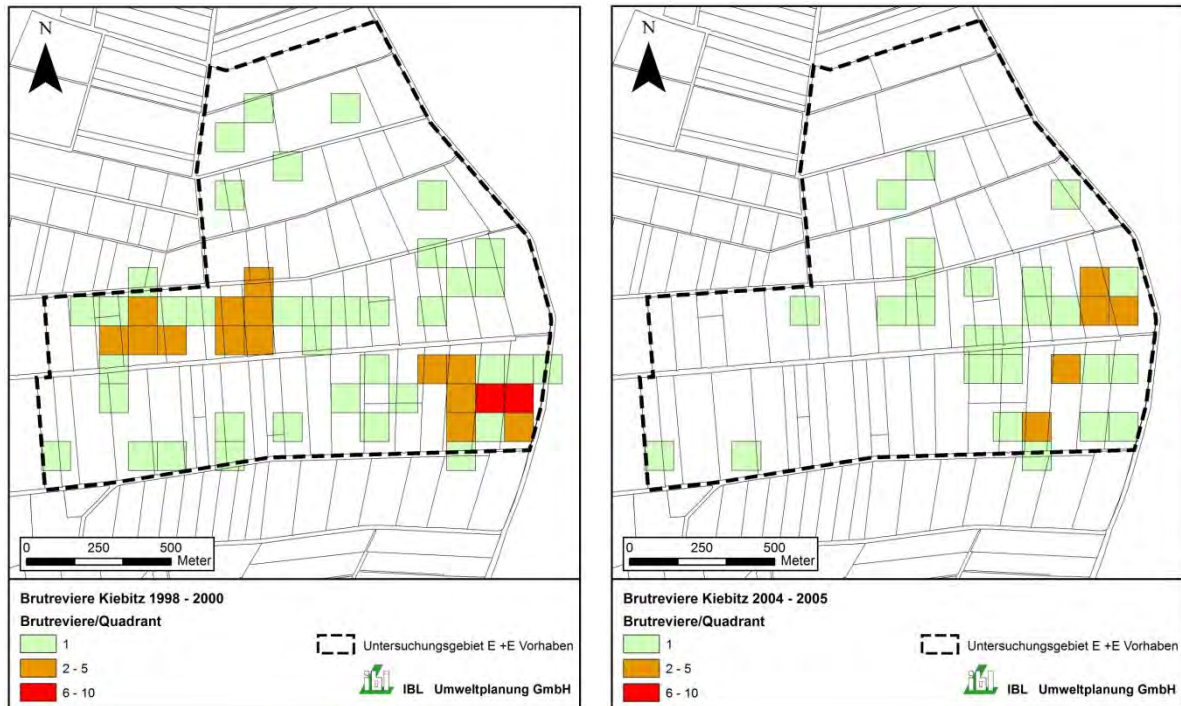 N
0 250 500
Meter
Brutreviere Kiebitz 1998 - 2000
Brutreviere/Quadrant
1
2 - 5
6 - 10
Untersuchungsgebiet E +E Vorhaben
IBL Umweltplanung GmbH
N
0 250 500
Meter
Brutreviere Kiebitz 2004 - 2005
Brutreviere/Quadrant
1
2 - 5
6 - 10
Untersuchungsgebiet E +E Vorhaben
IBL Umweltplanung GmbH